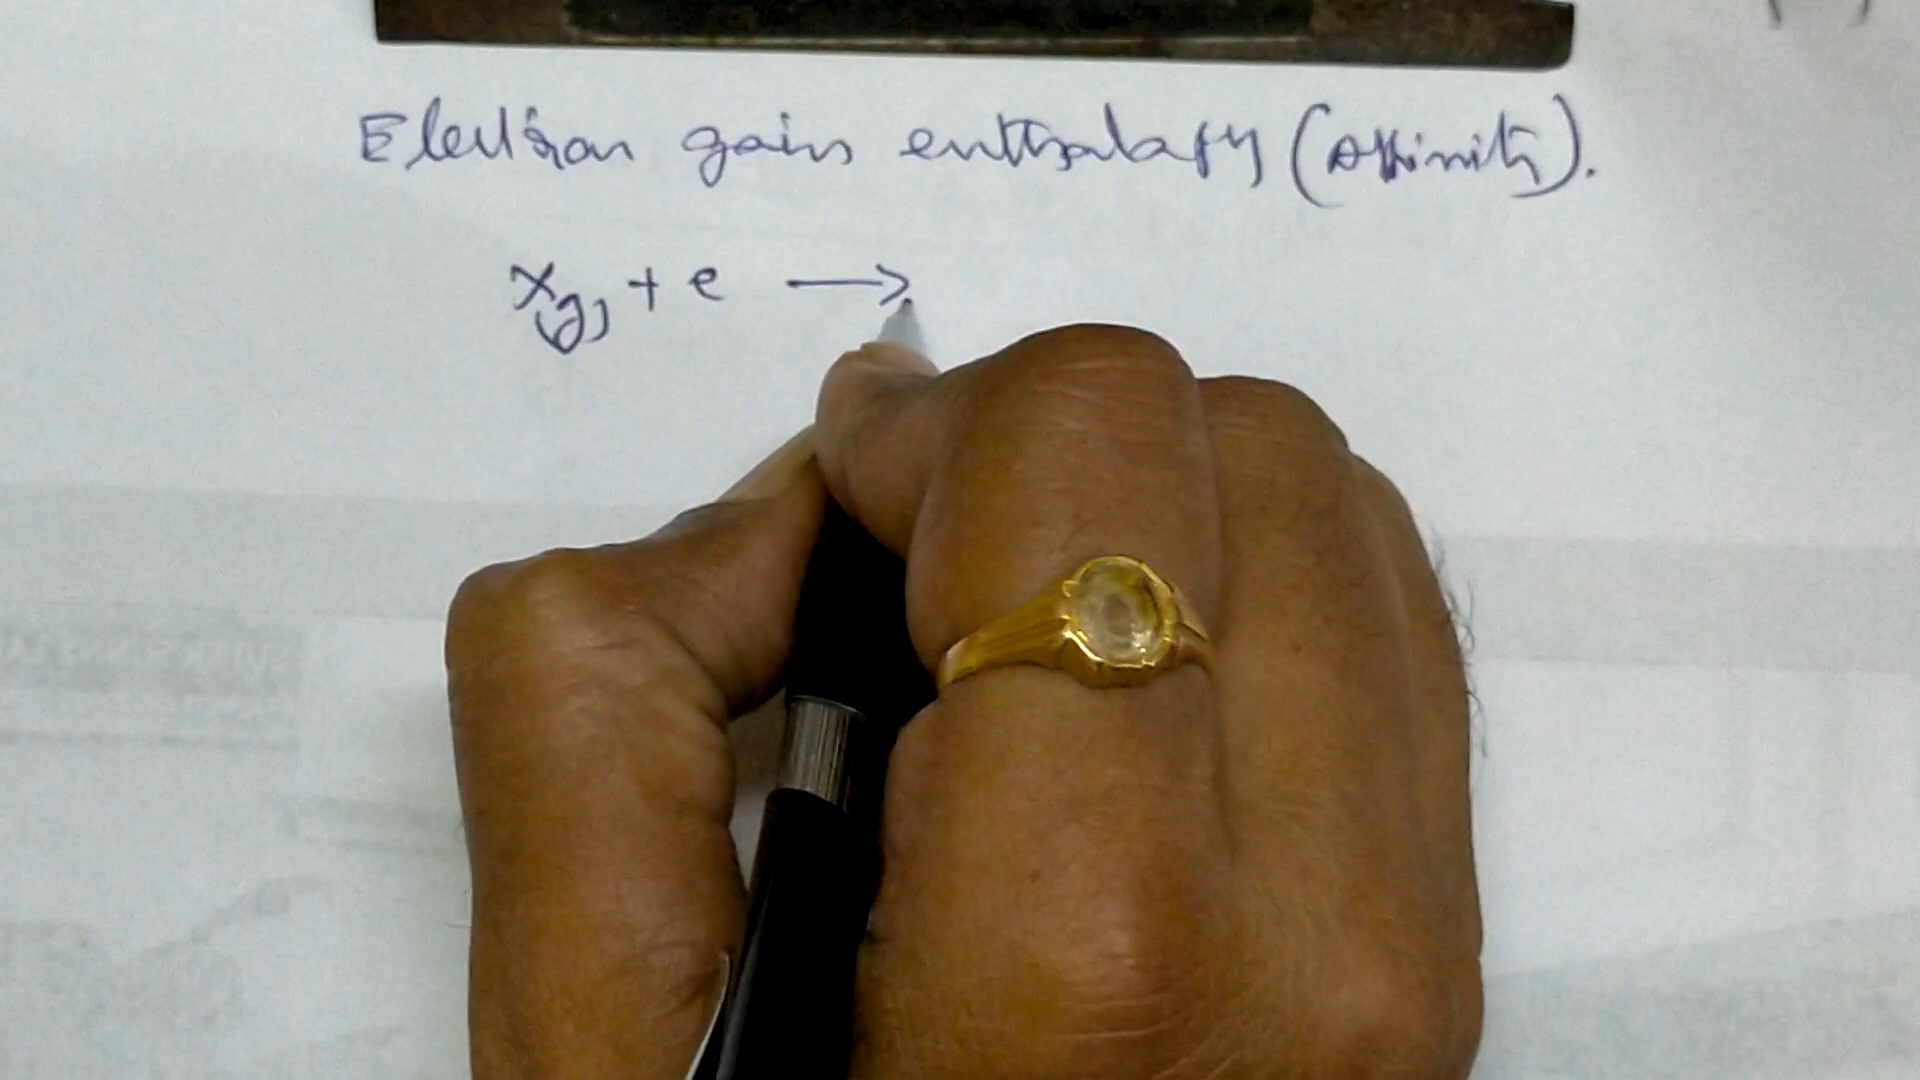 Electron gain enthalapy (Affinity).
X(g) + e ⟶